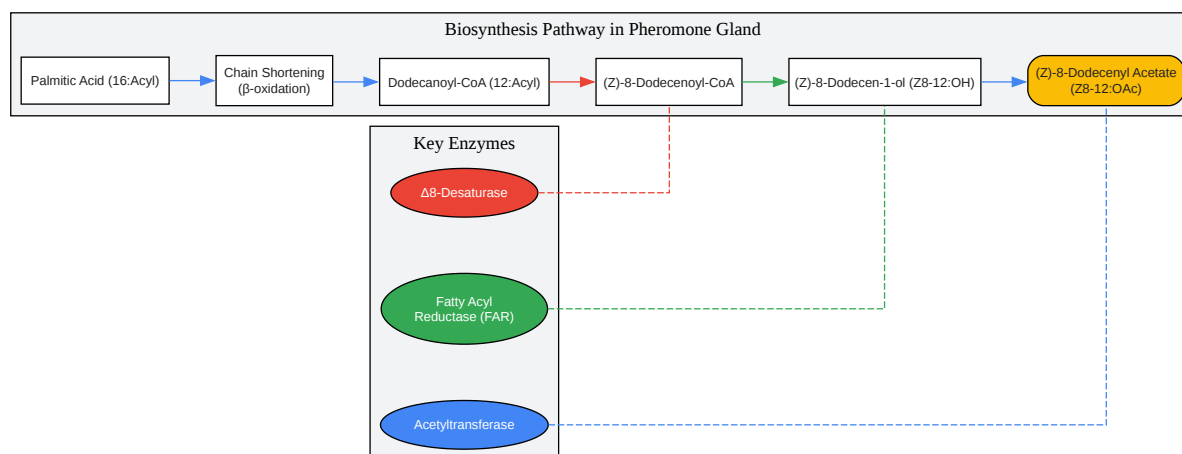 Biosynthesis Pathway in Pheromone Gland
Palmitic Acid (16:Acyl)
Chain Shortening
(β-oxidation)
Dodecanoyl-CoA (12:Acyl)
(Z)-8-Dodecenoyl-CoA
(Z)-8-Dodecen-1-ol (Z8-12:OH)
(Z)-8-Dodecenyl Acetate
(Z8-12:OAc)
Key Enzymes
Δ8-Desaturase
Fatty Acyl
Reductase (FAR)
Acetyltransferase